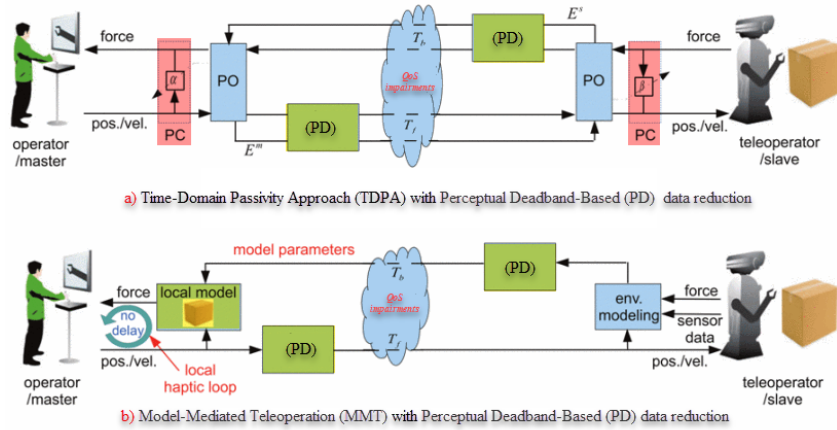 force
α
PC
pos./vel.
operator
/master
PO
E^m
(PD)
T_b
QoS
impairments
T_f
(PD)
E^s
PO
force
β
PC
pos./vel.
teleoperator
/slave
a) Time-Domain Passivity Approach (TDPA) with Perceptual Deadband-Based (PD) data reduction
model parameters
force
no
delay
local model
pos./vel.
operator
/master
local
haptic loop
(PD)
T_b
QoS
impairments
T_f
(PD)
env.
modeling
force
sensor
data
pos./vel.
teleoperator
/slave
b) Model-Mediated Teleoperation (MMT) with Perceptual Deadband-Based (PD) data reduction